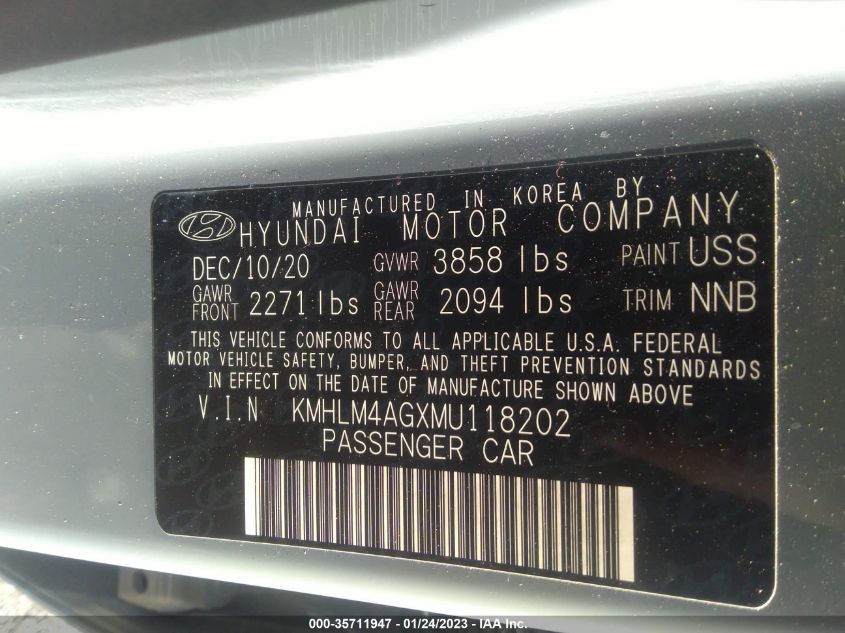 MANUFACTURED IN KOREA BY
HYUNDAI MOTOR COMPANY
DEC/10/20 GVWR 3858 lbs PAINT USS
GAWR FRONT 2271 lbs GAWR REAR 2094 lbs TRIM NNB
THIS VEHICLE CONFORMS TO ALL APPLICABLE U.S.A. FEDERAL
MOTOR VEHICLE SAFETY, BUMPER, AND THEFT PREVENTION STANDARDS
IN EFFECT ON THE DATE OF MANUFACTURE SHOWN ABOVE
V.I.N KMHLM4AGXMU118202
PASSENGER CAR
000-35711947 - 01/24/2023 - IAA Inc.